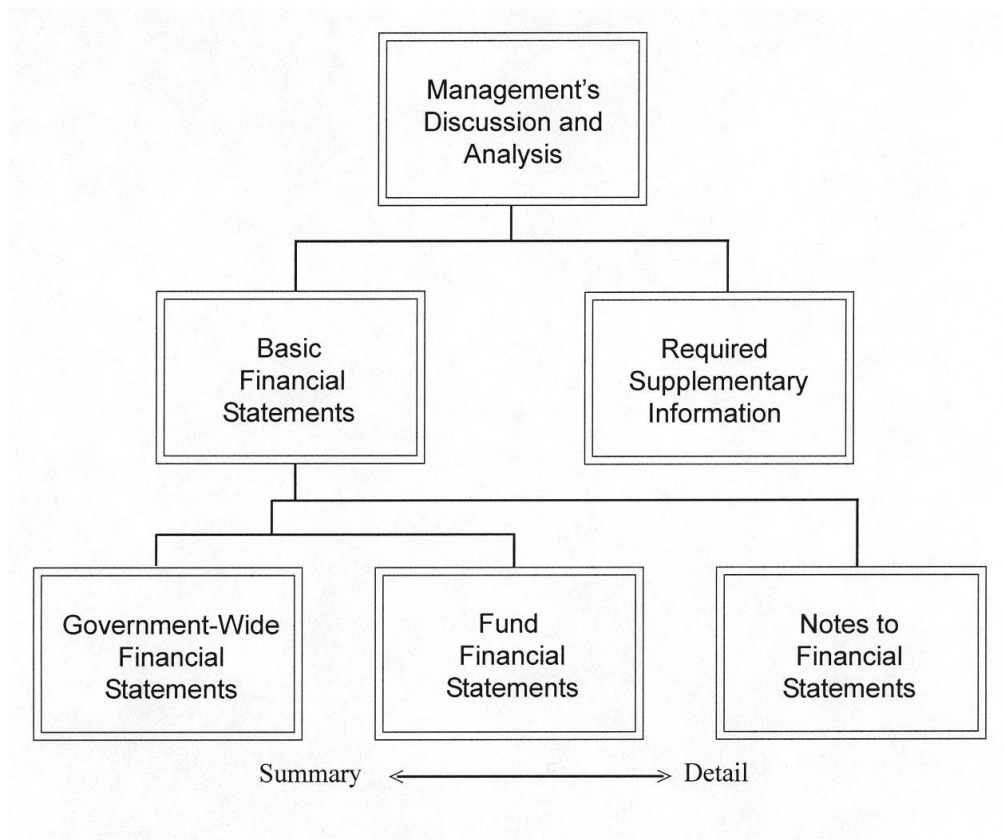 Management’s
Discussion and
Analysis
Basic
Financial
Statements
Required
Supplementary
Information
Government-Wide
Financial
Statements
Fund
Financial
Statements
Notes to
Financial
Statements
Summary
Detail